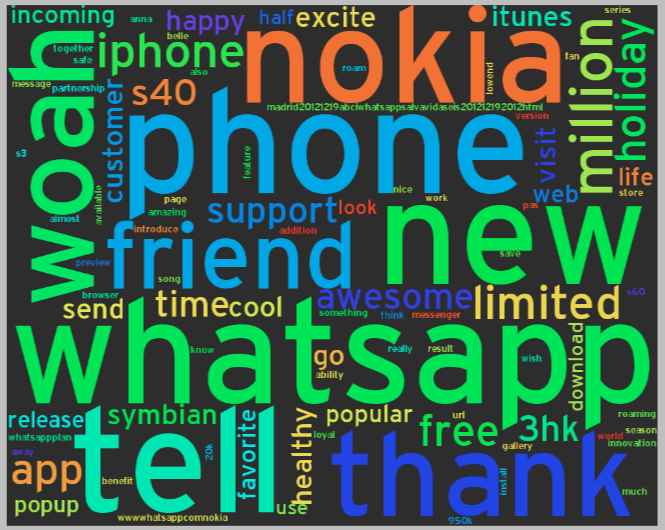 incoming
anna
happy
half
excite
itunes
series
woah
together
safe
belle
iphone
also
nokia
roam
lowend
fan
million
holiday
message
partnership
s40
customer
madrid20121219abciwhatsappsalvavidaseis201212192012html
version
s3
phone
feature
visit
available
page
nice
work
web
life
store
almost
amazing
support
look
pas
introduce
addition
new
friend
preview
song
save
browser
send
time
cool
awesome
limited
s60
something
think
messenger
whatsapp
know
go
really
result
wish
download
ability
release
symbian
popular
url
free
3hk
roaming
season
whatsappplan
tell
20k
favorite
healthy
loyal
gallery
world
innovation
away
app
benefit
thank
install
much
popup
use
wwwwhatsappcomnokia
950k